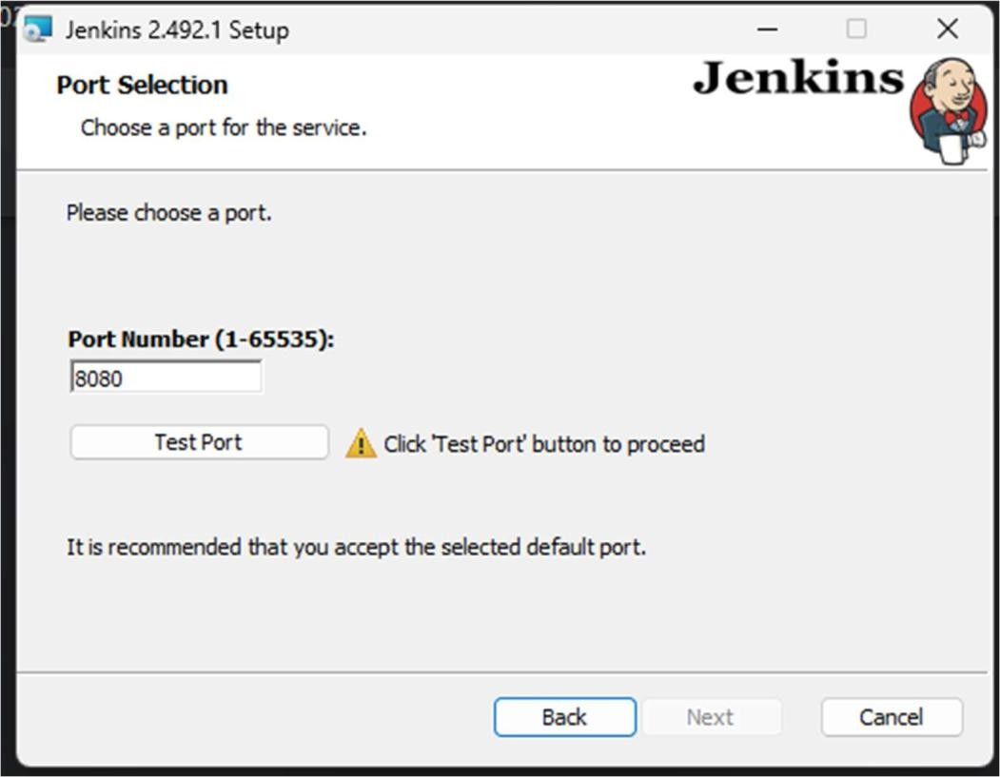 Jenkins 2.492.1 Setup
Port Selection
Jenkins
Choose a port for the service.
Please choose a port.
Port Number (1-65535):
8080
Test Port
Click 'Test Port' button to proceed
It is recommended that you accept the selected default port.
Back
Next
Cancel